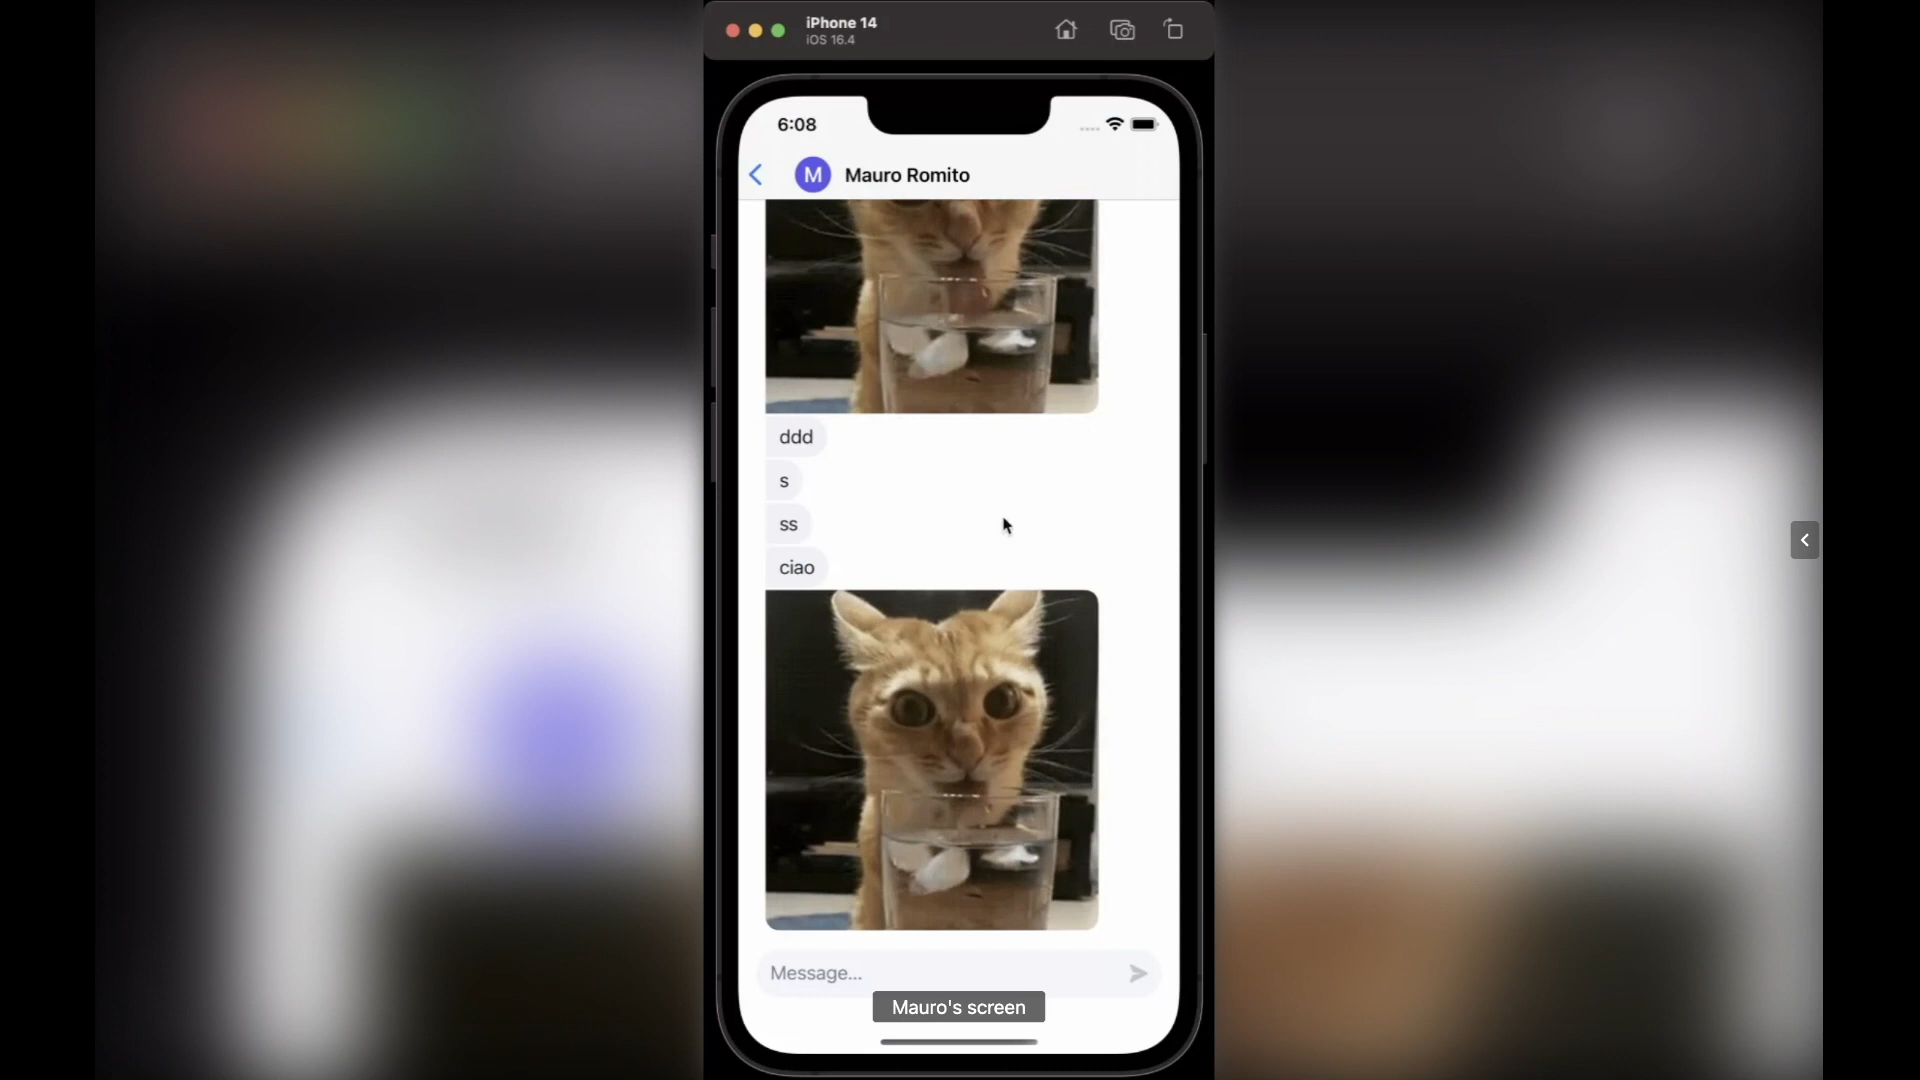 iPhone 14
iOS 16.4
6:08
M
Mauro Romito
ddd
s
ss
ciao
Message...
Mauro's screen